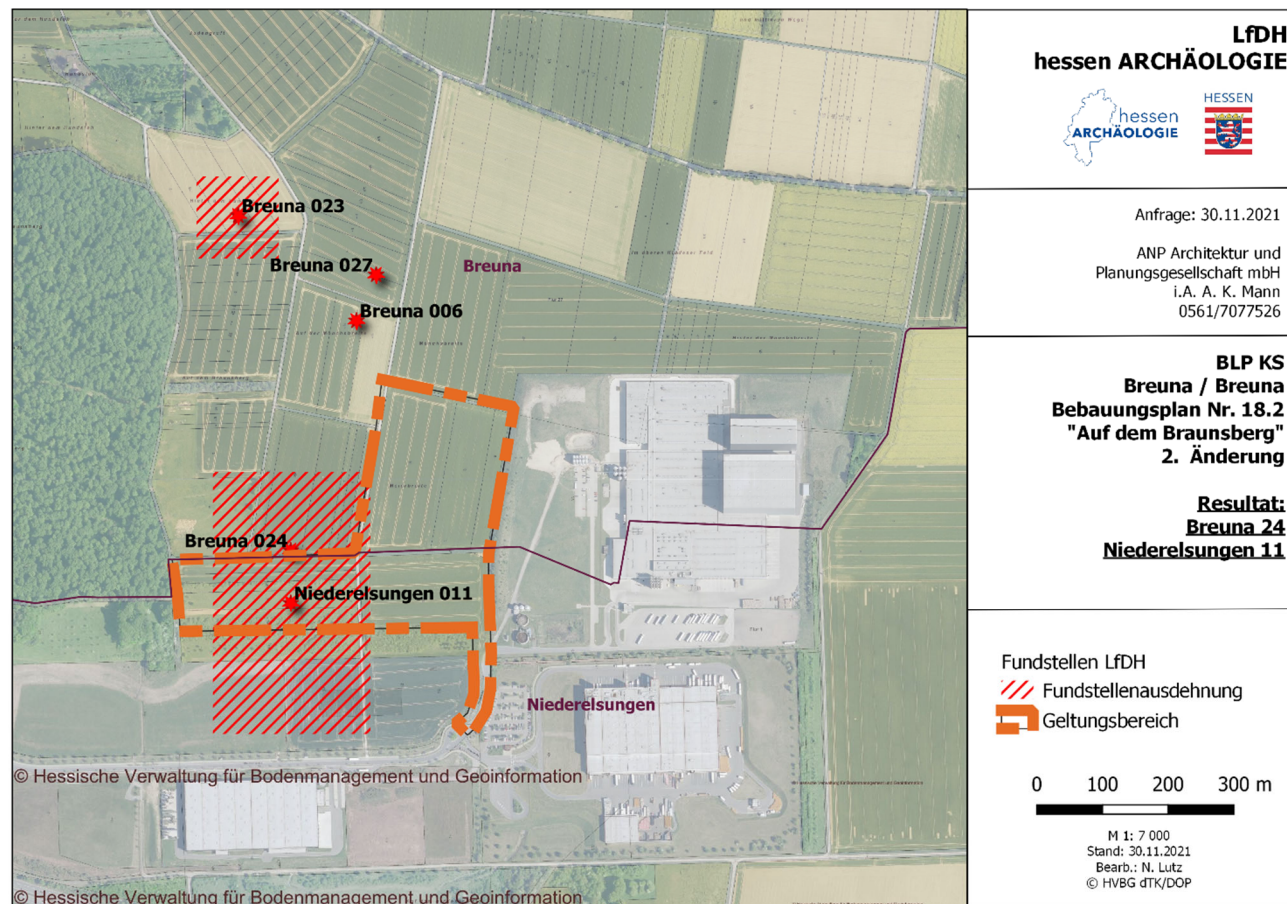 Breuna 023
Breuna 027
Breuna
Breuna 006
Breuna 024
Niederelsungen 011
Niederelsungen
© Hessische Verwaltung für Bodenmanagement und Geoinformation
© Hessische Verwaltung für Bodenmanagement und Geoinformation
LfDH
hessen ARCHÄOLOGIE
hessen
ARCHÄOLOGIE
HESSEN
Anfrage: 30.11.2021
ANP Architektur und
Planungsgesellschaft mbH
i.A. A. K. Mann
0561/7077526
BLP KS
Breuna / Breuna
Bebauungsplan Nr. 18.2
"Auf dem Braunsberg"
2. Änderung
Resultat:
Breuna 24
Niederelsungen 11
Fundstellen LfDH
Fundstellenausdehnung
Geltungsbereich
0 100 200 300 m
M 1: 7 000
Stand: 30.11.2021
Bearb.: N. Lutz
© HVBG dTK/DOP